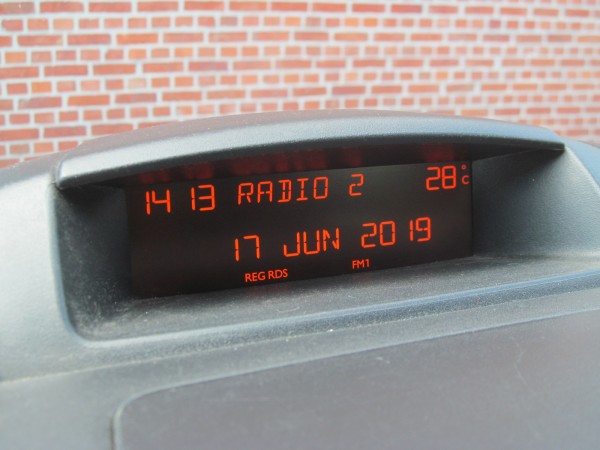 14 13 RADIO 2 28°C
17 JUN 2019
REG RDS FM1